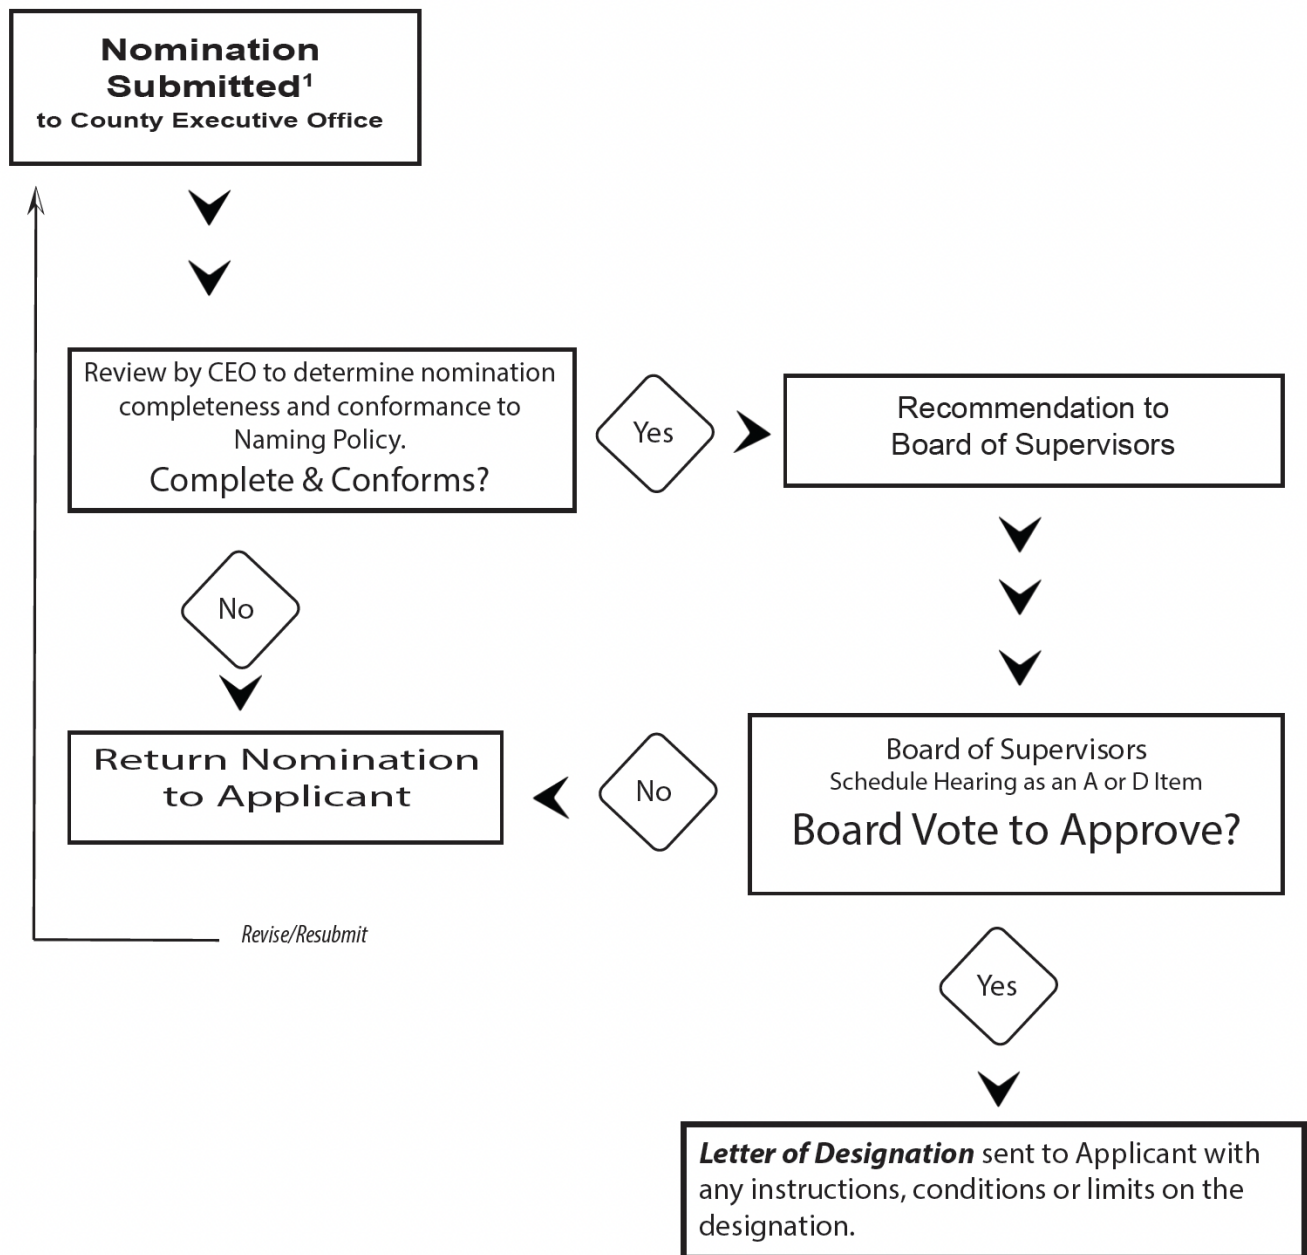 Nomination
Submitted¹
to County Executive Office
Review by CEO to determine nomination
completeness and conformance to
Naming Policy.
Complete & Conforms?
Yes
Recommendation to
Board of Supervisors
No
Return Nomination
to Applicant
No
Board of Supervisors
Schedule Hearing as an A or D Item
Board Vote to Approve?
Revise/Resubmit
Yes
Letter of Designation sent to Applicant with
any instructions, conditions or limits on the
designation.